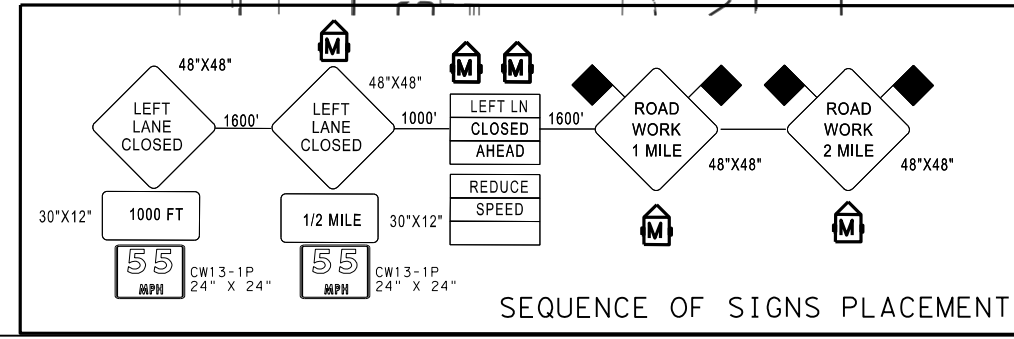 M
48"X48"
LEFT
LANE
CLOSED
1600'
1000 FT
30"X12"
55
MPH
CW13-1P
24" X 24"
48"X48"
LEFT
LANE
CLOSED
1000'
1/2 MILE
30"X12"
55
MPH
CW13-1P
24" X 24"
M
M
LEFT LN
CLOSED
AHEAD
REDUCE
SPEED
1600'
ROAD
WORK
1 MILE
48"X48"
M
ROAD
WORK
2 MILE
48"X48"
M
SEQUENCE OF SIGNS PLACEMENT